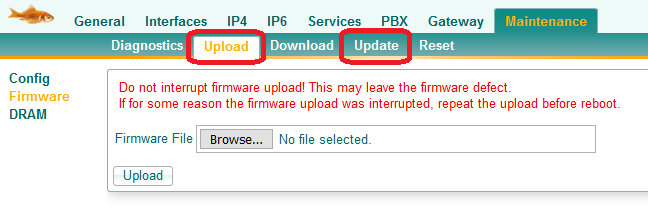 General Interfaces IP4 IP6 Services PBX Gateway Maintenance
Diagnostics Upload Download Update Reset
Config
Firmware
DRAM
Do not interrupt firmware upload! This may leave the firmware defect.
If for some reason the firmware upload was interrupted, repeat the upload before reboot.
Firmware File Browse... No file selected.
Upload